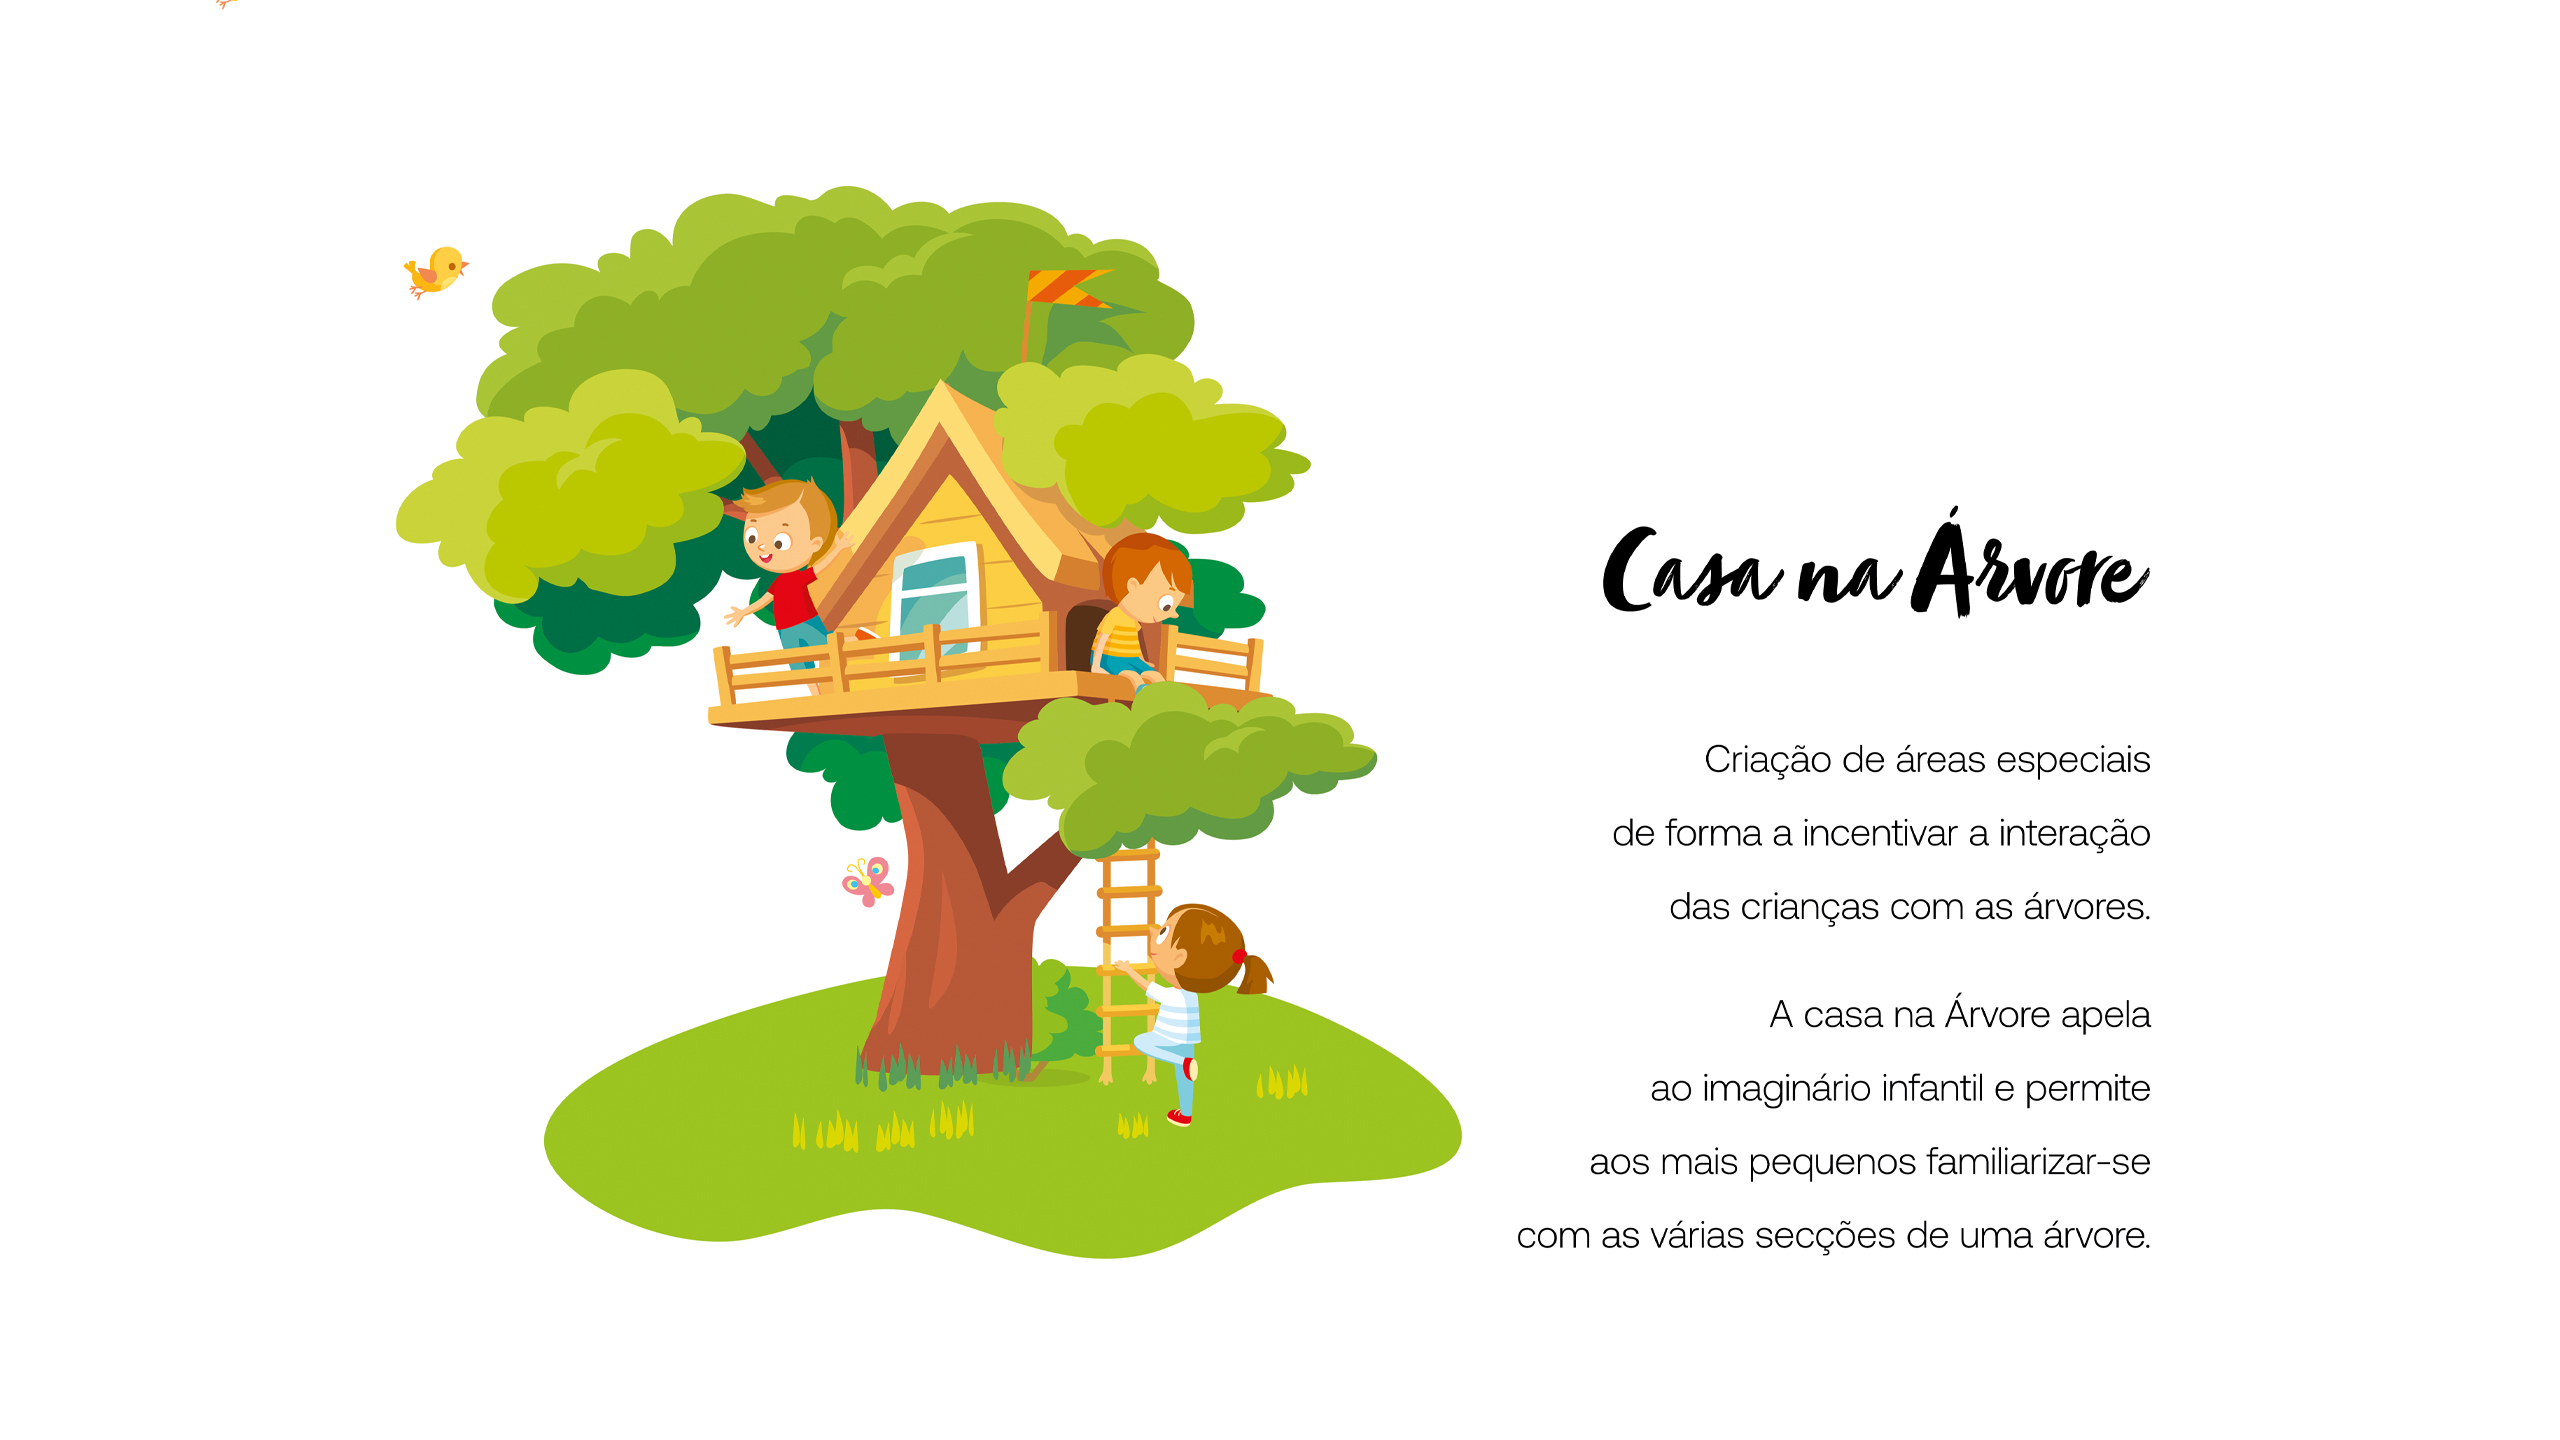 Casa na Árvore
Criação de áreas especiais
de forma a incentivar a interação
das crianças com as árvores.
A casa na Árvore apela
ao imaginário infantil e permite
aos mais pequenos familiarizar-se
com as várias secções de uma árvore.